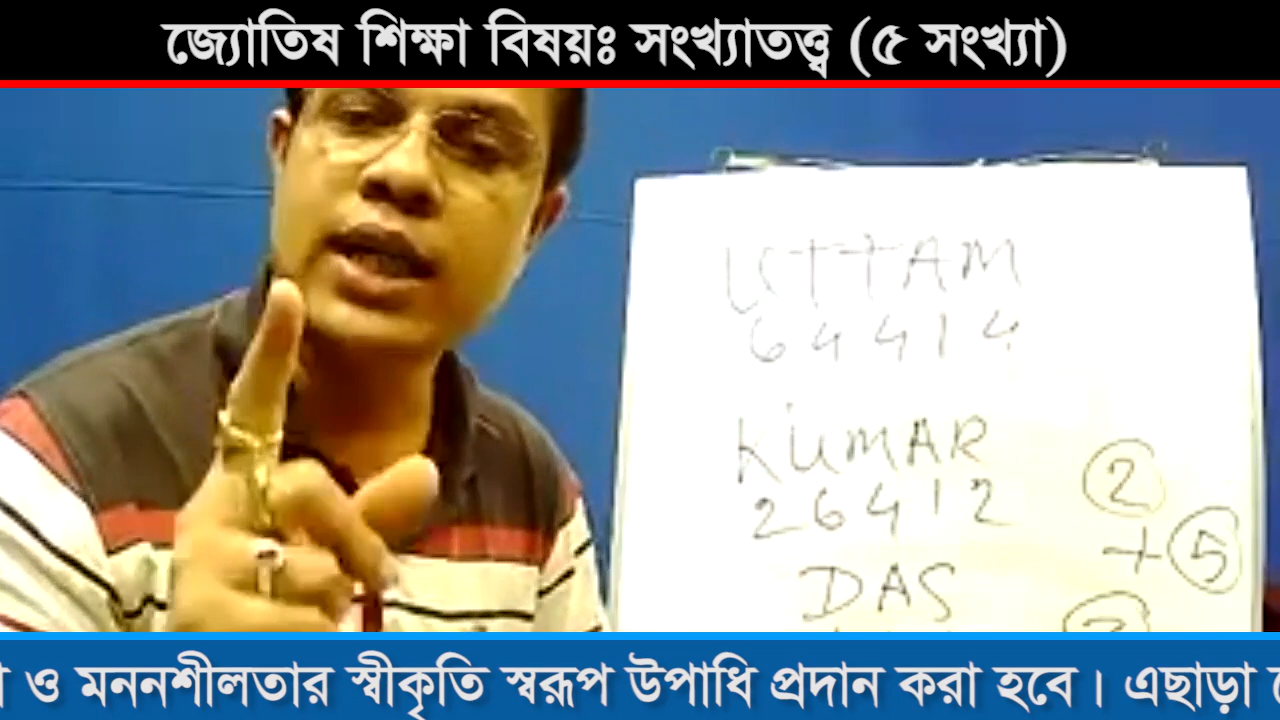 জ্যোতিষ শিক্ষা বিষয়ঃ সংখ্যাতত্ত্ব (৫ সংখ্যা)
UTTAM
64414
KUMAR
26412
2
+ 5
DAS
ও মননশীলতার স্বীকৃতি স্বরূপ উপাধি প্রদান করা হবে। এছাড়া